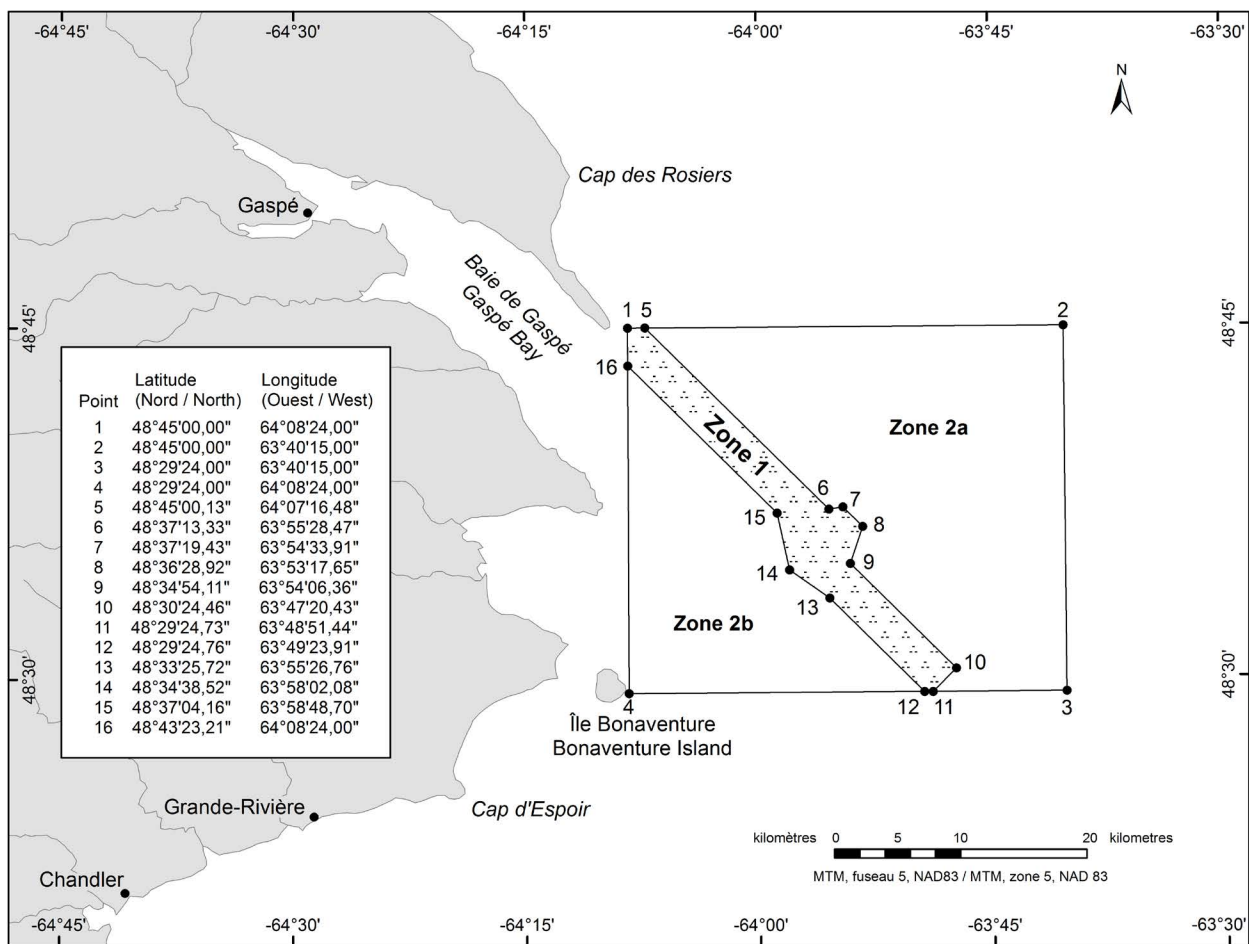 -64°45' -64°30' -64°15' -64°00' -63°45' -63°30'
N
Cap des Rosiers
Gaspé
Baie de Gaspé
Gaspé Bay
48°45'
1 5 2
48°45'
16
Zone 2a
Zone 1
Point Latitude (Nord / North) Longitude (Ouest / West)
1 48°45'00,00" 64°08'24,00"
2 48°45'00,00" 63°40'15,00"
3 48°29'24,00" 63°40'15,00"
4 48°29'24,00" 64°08'24,00"
5 48°45'00,13" 64°07'16,48"
6 48°37'13,33" 63°55'28,47"
7 48°37'19,43" 63°54'33,91"
8 48°36'28,92" 63°53'17,65"
9 48°34'54,11" 63°54'06,36"
10 48°30'24,46" 63°47'20,43"
11 48°29'24,73" 63°48'51,44"
12 48°29'24,76" 63°49'23,91"
13 48°33'25,72" 63°55'26,76"
14 48°34'38,52" 63°58'02,08"
15 48°37'04,16" 63°58'48,70"
16 48°43'23,21" 64°08'24,00"
6 7
15 8
9
14
13
Zone 2b
10
48°30'
48°30'
4 12 11 3
Île Bonaventure
Bonaventure Island
Grande-Rivière
Cap d'Espoir
kilomètres 0 5 10 20 kilometres
MTM, fuseau 5, NAD83 / MTM, zone 5, NAD 83
Chandler
-64°45' -64°30' -64°15' -64°00' -63°45' -63°30'